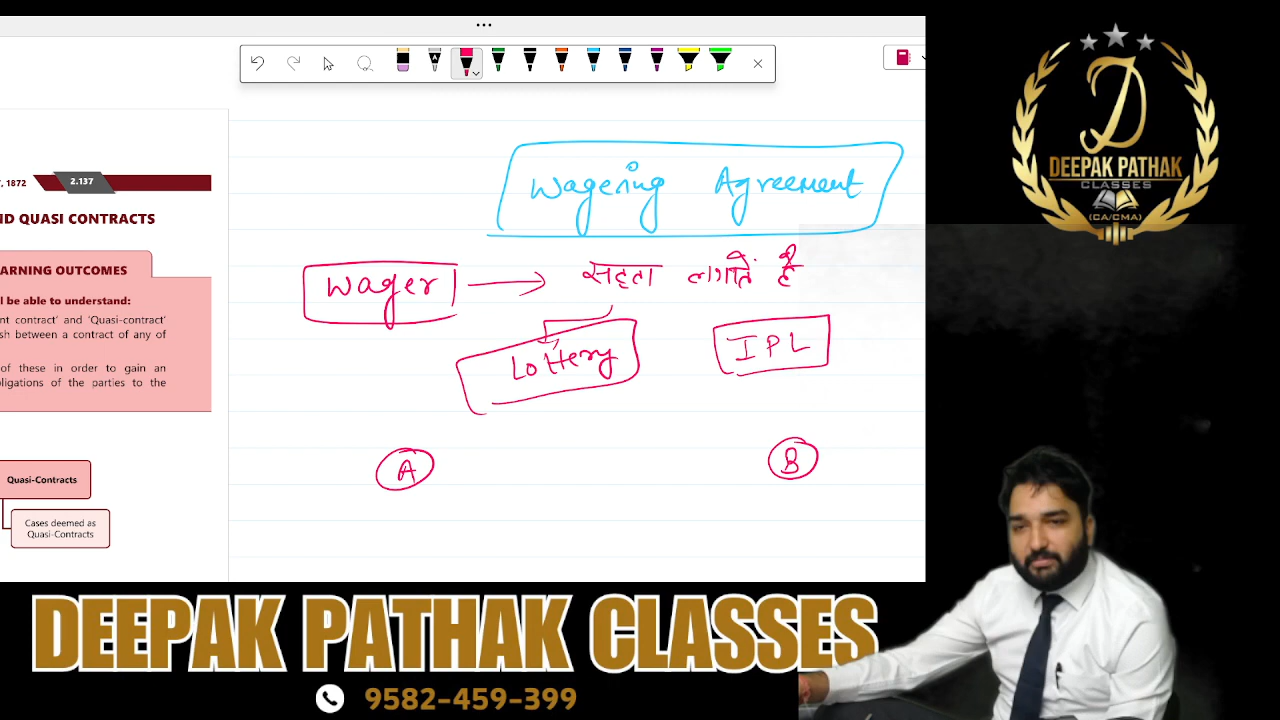 , 1872
2.137
ND QUASI CONTRACTS
ARNING OUTCOMES
l be able to understand:
nt contract' and 'Quasi-contract'
sh between a contract of any of
of these in order to gain an
bligations of the parties to the
Quasi-Contracts
Cases deemed as
Quasi-Contracts
Wagering Agreement
Wager → सट्टा लगाते है
Lottery
IPL
A
B
D
DEEPAK PATHAK
CLASSES
(CA/CMA)
DEEPAK PATHAK CLASSES
9582-459-399